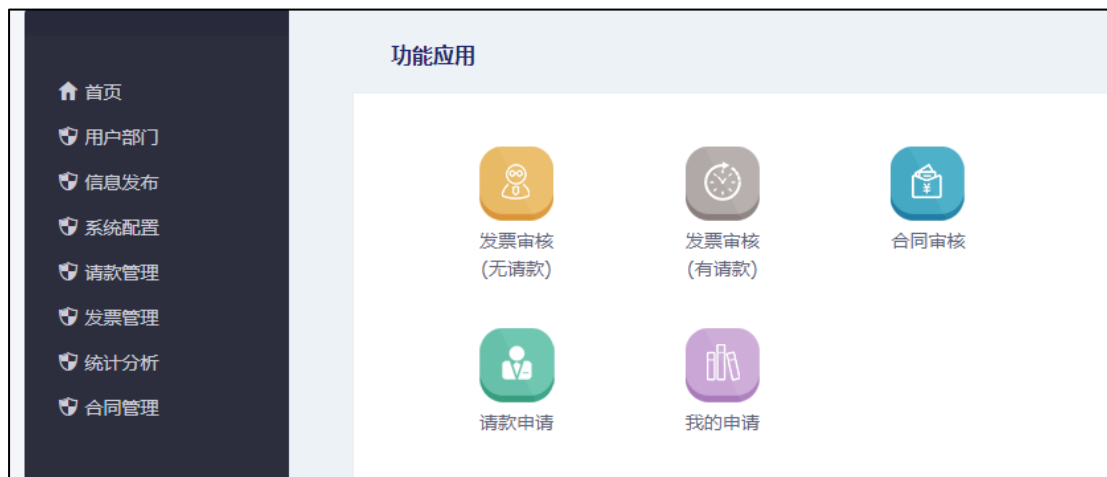 功能应用
首页
用户部门
信息发布
系统配置
请款管理
发票管理
统计分析
合同管理
发票审核
(无请款)
发票审核
(有请款)
合同审核
请款申请
我的申请